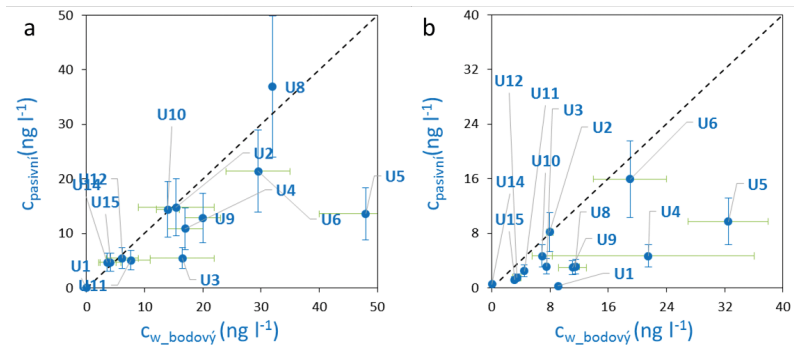 a
50
40
30
20
10
0
c_pasivní (ng l-1)
U8
U10
U2
U12
U14
U5
U4
U15
U9
U6
U1
U3
U11
0
10
20
30
40
50
c_w_bodový (ng l-1)
b
40
32
24
16
8
0
c_pasivní (ng l-1)
U12
U11
U3
U2
U6
U10
U14
U5
U8
U4
U15
U9
U1
0
8
16
24
32
40
c_w_bodový (ng l-1)